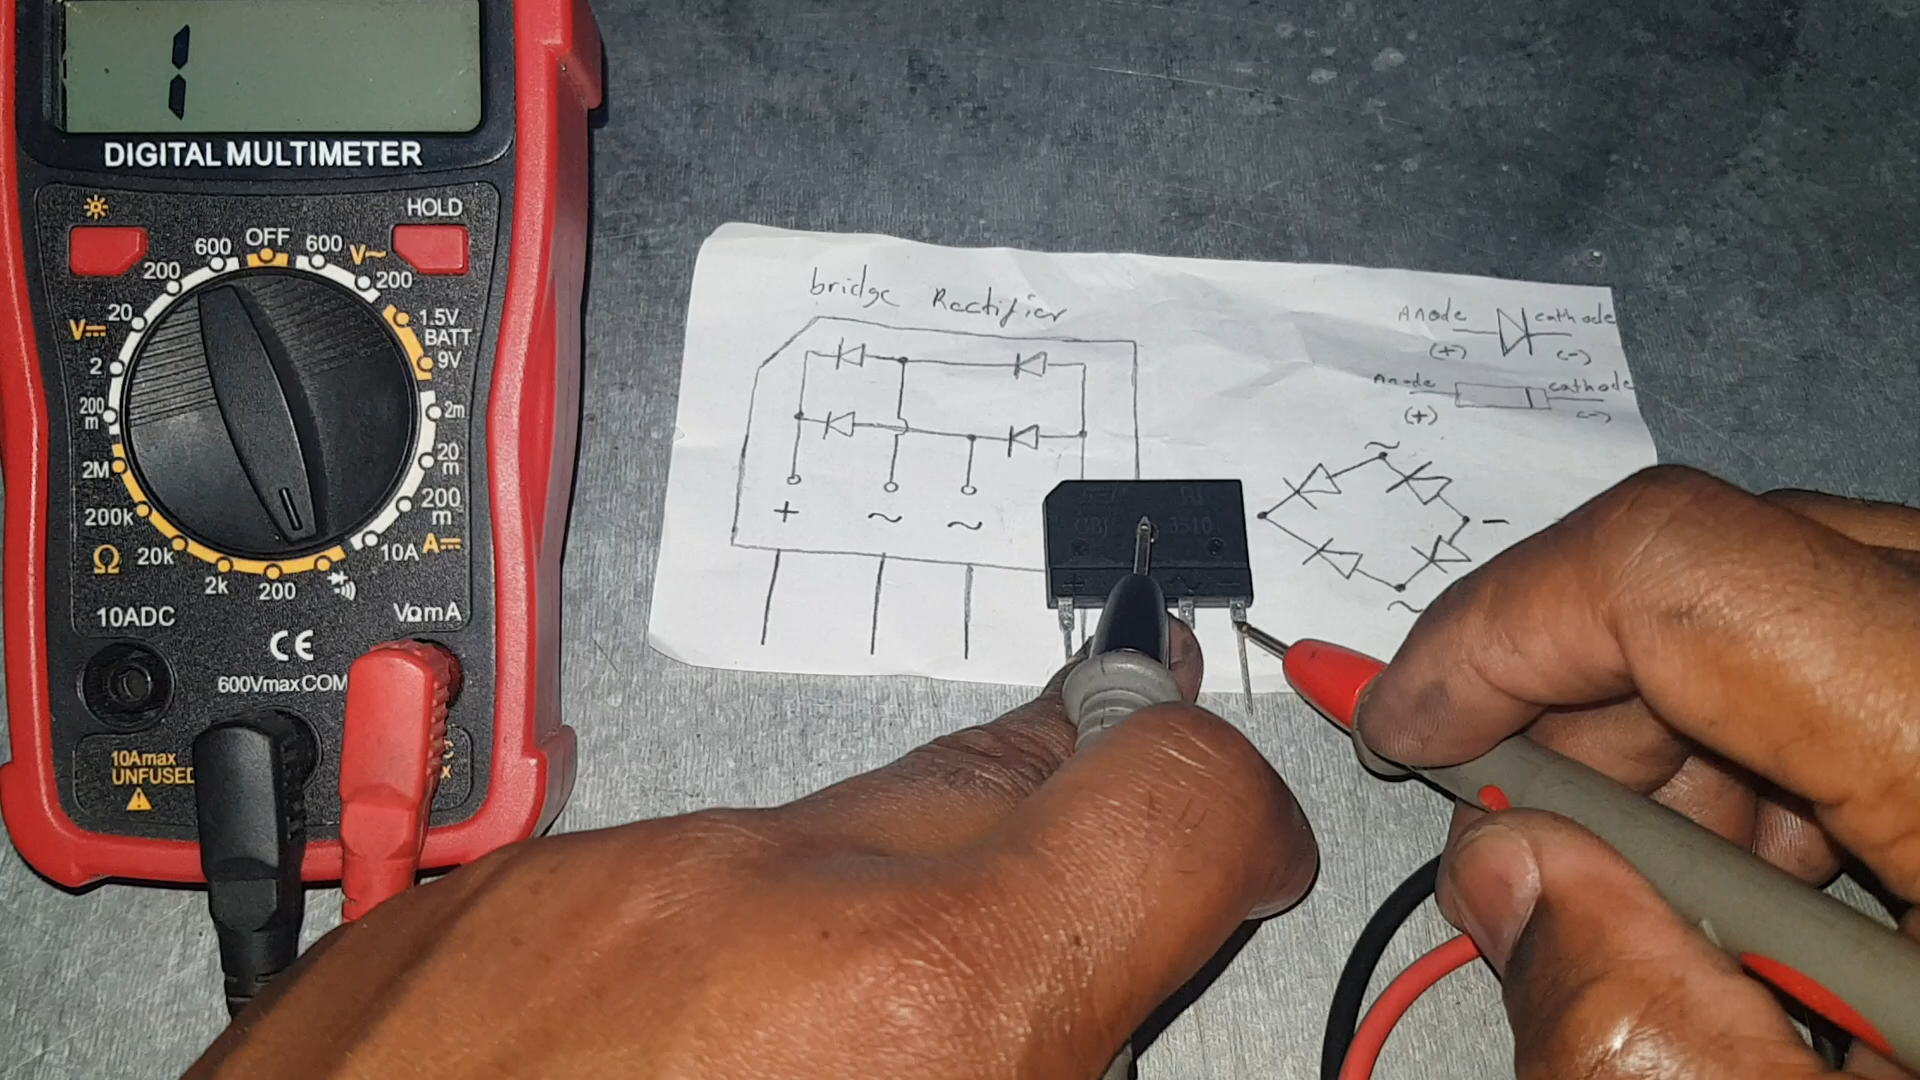 1
DIGITAL MULTIMETER
HOLD
OFF
600
600
V~
200
200
20
V⎓
1.5V
BATT
9V
2
2m
200
m
20
m
2M
200
m
200k
10A
A⎓
Ω
20k
2k
200
10ADC
VΩmA
CE
600Vmax
COM
10Amax
UNFUSED
bridge Rectifier
+
~
~
Anode
cathode
(+)
(-)
Anode
cathode
(+)
(-)
~
-
~
GBJ
3510
+
~
-